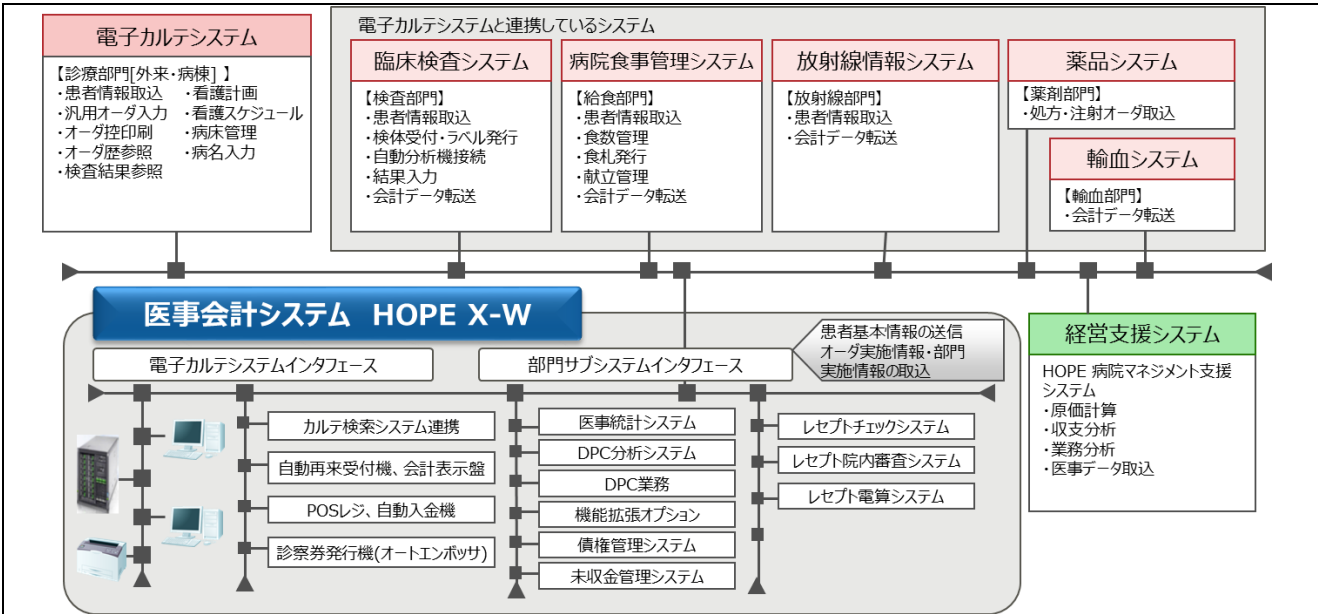 電子カルテシステム
【診療部門[外来・病棟] 】
・患者情報取込　・看護計画
・汎用オーダ入力　・看護スケジュール
・オーダ控印刷　・病床管理
・オーダ歴参照　・病名入力
・検査結果参照
電子カルテシステムと連携しているシステム
臨床検査システム
【検査部門】
・患者情報取込
・検体受付・ラベル発行
・自動分析機接続
・結果入力
・会計データ転送
病院食事管理システム
【給食部門】
・患者情報取込
・食数管理
・食札発行
・献立管理
・会計データ転送
放射線情報システム
【放射線部門】
・患者情報取込
・会計データ転送
薬品システム
【薬剤部門】
・処方・注射オーダ取込
輸血システム
【輸血部門】
・会計データ転送
医事会計システム　HOPE X-W
電子カルテシステムインタフェース
部門サブシステムインタフェース
患者基本情報の送信
オーダ実施情報・部門
実施情報の取込
カルテ検索システム連携
自動再来受付機、会計表示盤
POSレジ、自動入金機
診察券発行機(オートエンボッサ)
医事統計システム
DPC分析システム
DPC業務
機能拡張オプション
債権管理システム
未収金管理システム
レセプトチェックシステム
レセプト院内審査システム
レセプト電算システム
経営支援システム
HOPE 病院マネジメント支援
システム
・原価計算
・収支分析
・業務分析
・医事データ取込